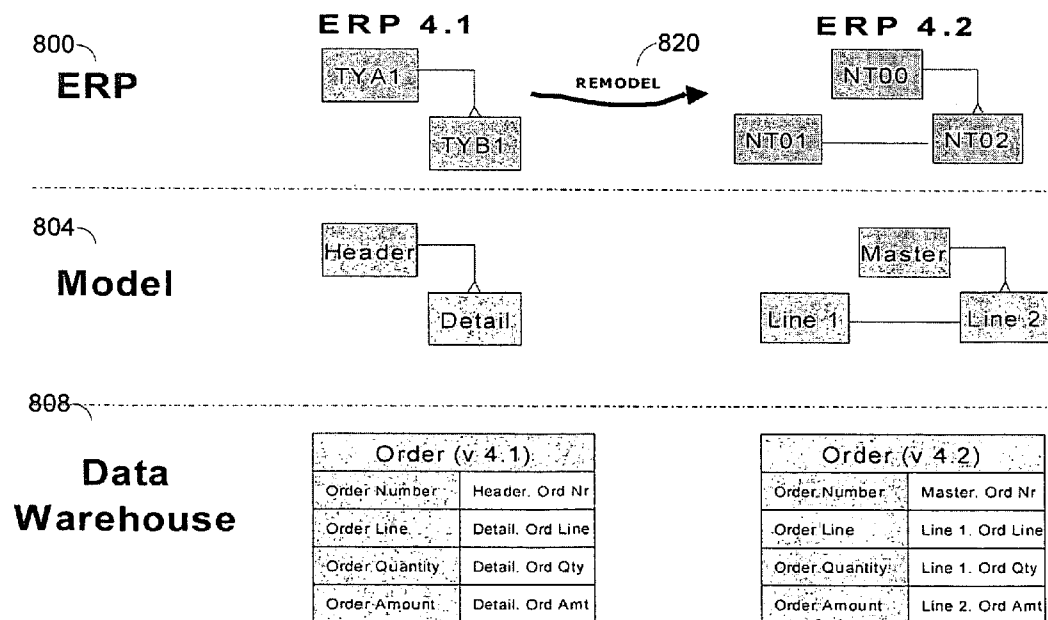 ERP 4.1
ERP 4.2
800
820
ERP
TYA1
REMODEL
NT00
TYB1
NT01
NT02
804
Model
Header
Master
Detail
Line 1
Line 2
808
Data
Warehouse
Order (v 4.1)
Order Number Header. Ord Nr
Order Line Detail. Ord Line
Order Quantity Detail. Ord Qty
Order Amount Detail. Ord Amt
Order (v 4.2)
Order Number Master. Ord Nr
Order Line Line 1. Ord Line
Order Quantity Line 1. Ord Qty
Order Amount Line 2. Ord Amt